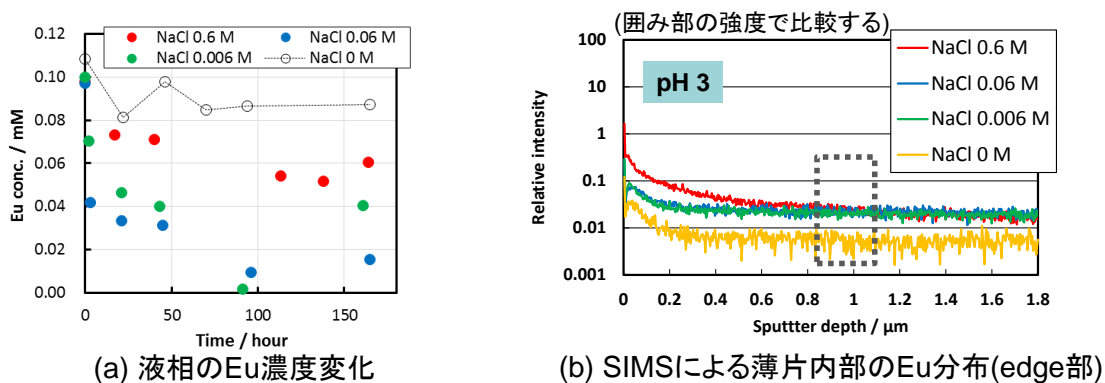 NaCl 0.6 M
NaCl 0.06 M
NaCl 0.006 M
NaCl 0 M
0.12
0.10
0.08
0.06
0.04
0.02
0.00
Eu conc. / mM
0
50
100
150
Time / hour
(a) 液相のEu濃度変化
(囲み部の強度で比較する)
100
10
1
0.1
0.01
0.001
Relative intensity
pH 3
NaCl 0.6 M
NaCl 0.06 M
NaCl 0.006 M
NaCl 0 M
0
0.2
0.4
0.6
0.8
1
1.2
1.4
1.6
1.8
Sputtter depth / μm
(b) SIMSによる薄片内部のEu分布(edge部)